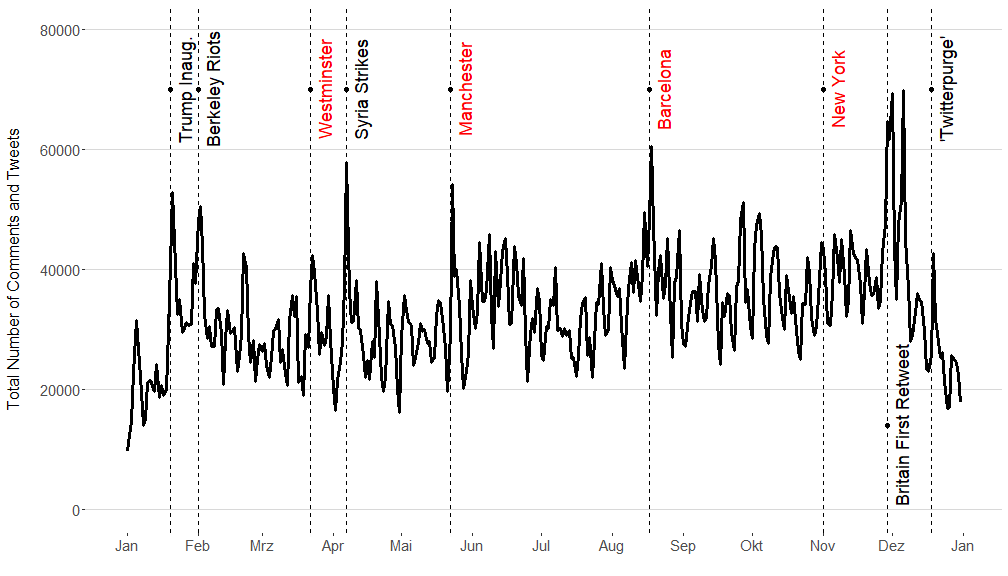 Total Number of Comments and Tweets
80000
60000
40000
20000
0
Trump Inaug.
Berkeley Riots
Westminster
Syria Strikes
Manchester
Barcelona
New York
Britain First Retweet
'Twitterpurge'
Jan Feb Mrz Apr Mai Jun Jul Aug Sep Okt Nov Dez Jan